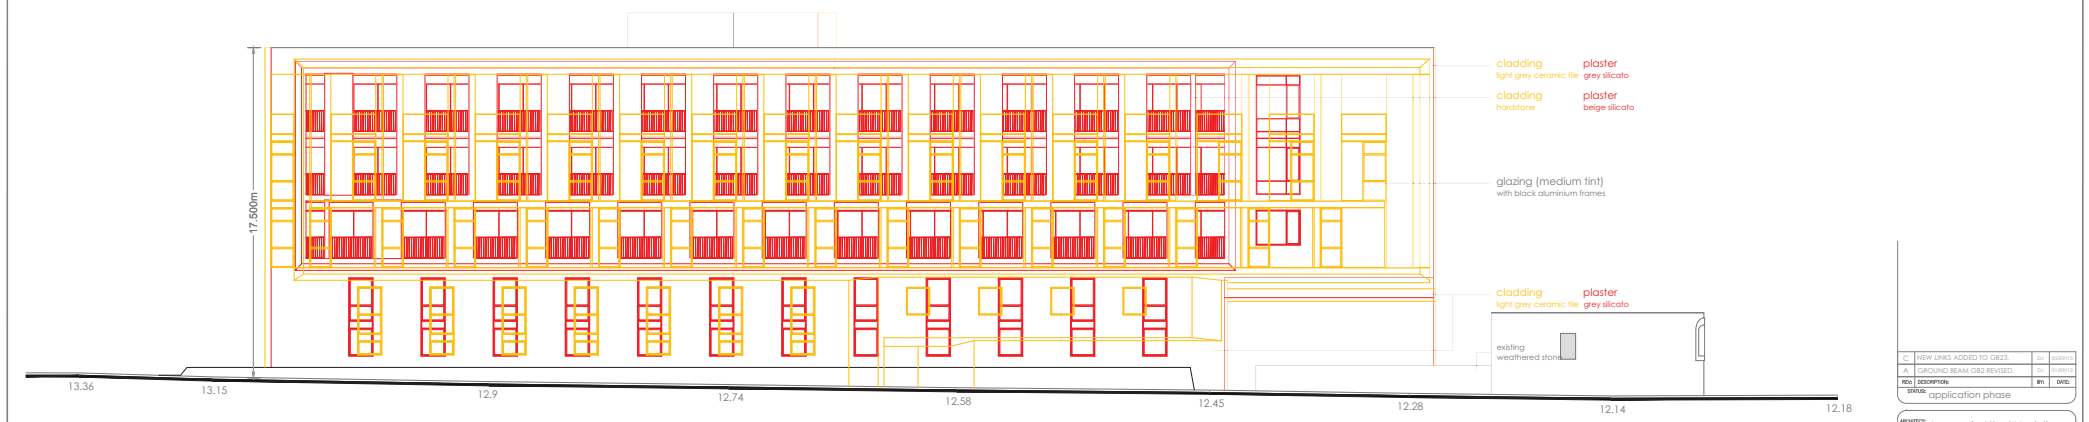 cladding plaster
light grey ceramic tile grey silicato
cladding plaster
hardstone beige silicato
17.500m
glazing (medium tint)
with black aluminium frames
cladding plaster
light grey ceramic tile grey silicato
existing
weathered stone
13.36
13.15
12.9
12.74
12.58
12.45
12.28
12.14
12.18
C NEW LINKS ADDED TO GB23.
A GROUND BEAM GB2 REVISED.
REV: DESCRIPTION: BY: DATE:
STATUS: application phase
ARCHITECT: